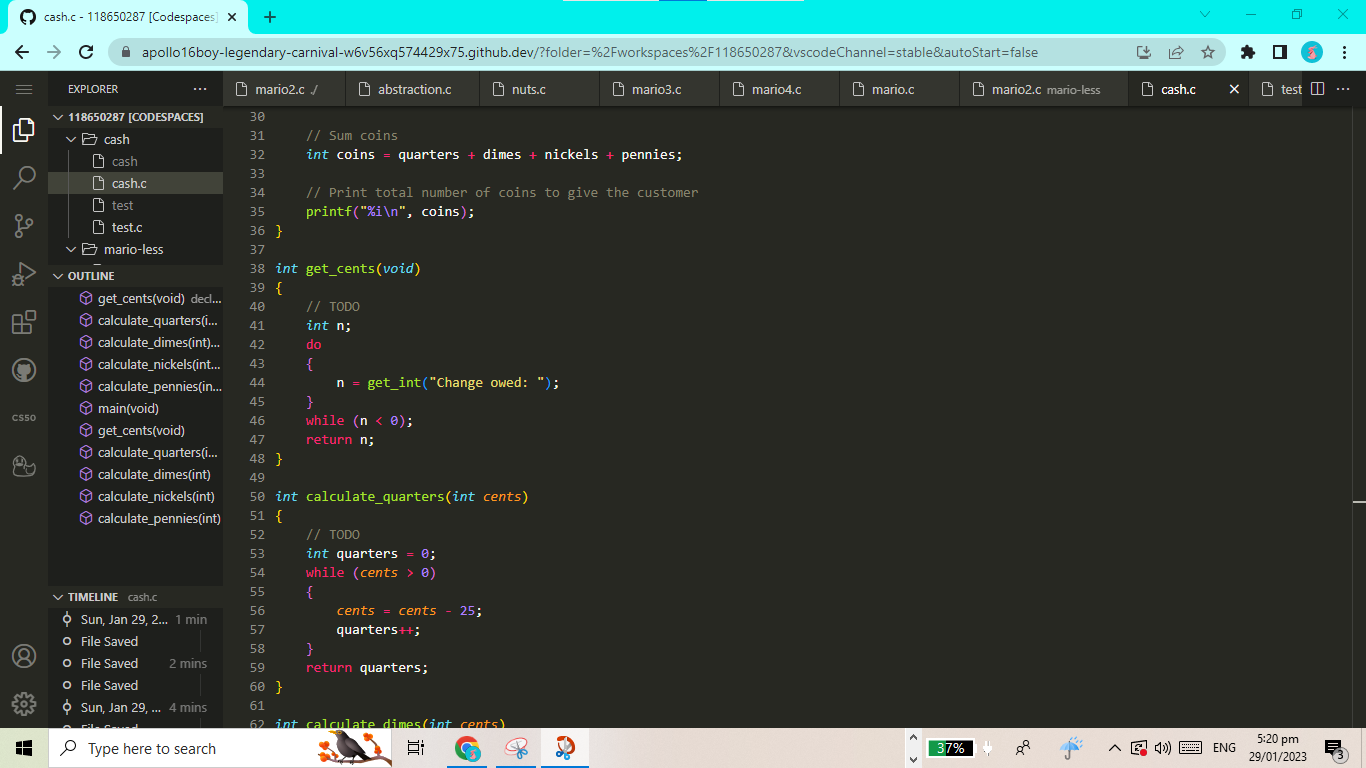 cash.c - 118650287 [Codespaces]
apollo16boy-legendary-carnival-w6v56xq574429x75.github.dev/?folder=%2Fworkspaces%2F118650287&vscodeChannel=stable&autoStart=false
EXPLORER
mario2.c
abstraction.c
nuts.c
mario3.c
mario4.c
mario.c
mario2.c mario-less
cash.c
test
118650287 [CODESPACES]
cash
cash
cash.c
test
test.c
mario-less
OUTLINE
get_cents(void) decl...
calculate_quarters(i...
calculate_dimes(int)...
calculate_nickels(int...
calculate_pennies(in...
main(void)
get_cents(void)
calculate_quarters(i...
calculate_dimes(int)
calculate_nickels(int)
calculate_pennies(int)
TIMELINE cash.c
Sun, Jan 29, 2... 1 min
File Saved
File Saved 2 mins
File Saved
Sun, Jan 29, ... 4 mins
File Saved
CS50
30
31 // Sum coins
32 int coins = quarters + dimes + nickels + pennies;
33
34 // Print total number of coins to give the customer
35 printf("%i\n", coins);
36 }
37
38 int get_cents(void)
39 {
40 // TODO
41 int n;
42 do
43 {
44 n = get_int("Change owed: ");
45 }
46 while (n < 0);
47 return n;
48 }
49
50 int calculate_quarters(int cents)
51 {
52 // TODO
53 int quarters = 0;
54 while (cents > 0)
55 {
56 cents = cents - 25;
57 quarters++;
58 }
59 return quarters;
60 }
61
62 int calculate_dimes(int cents)
Type here to search
37%
ENG
5:20 pm
29/01/2023
3